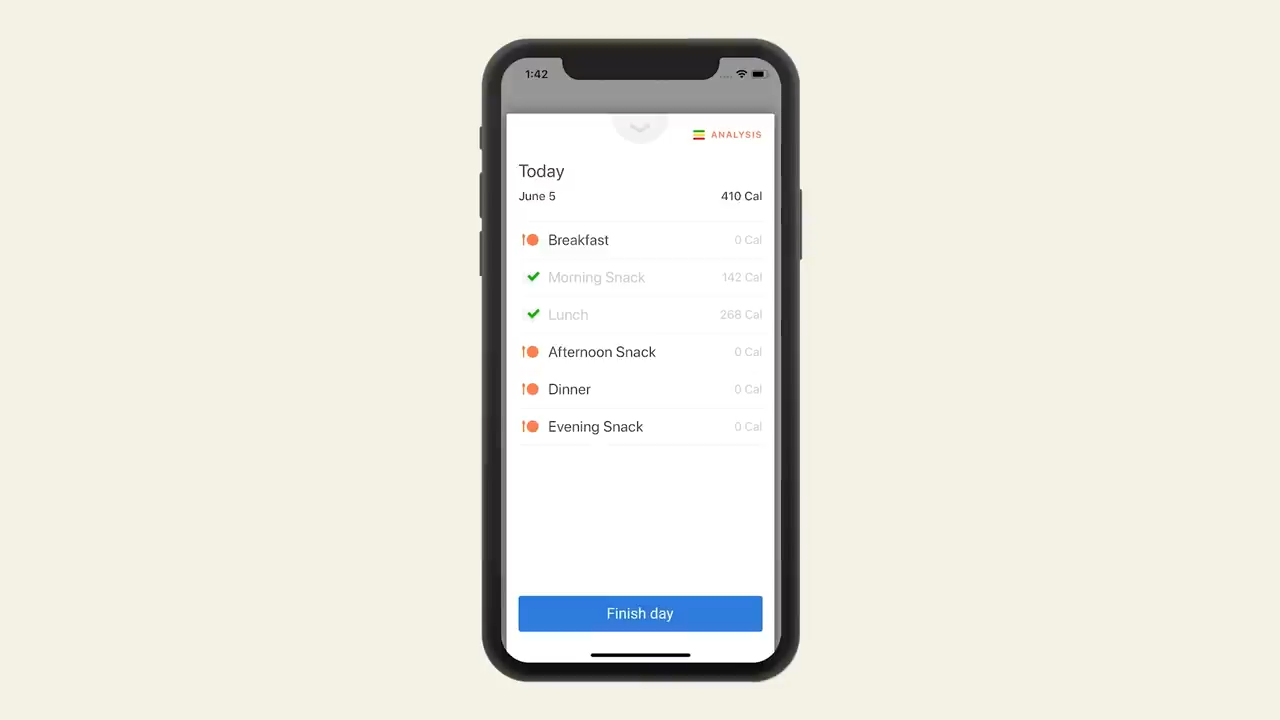 1:42
ANALYSIS
Today
June 5 410 Cal
Breakfast 0 Cal
Morning Snack 142 Cal
Lunch 268 Cal
Afternoon Snack 0 Cal
Dinner 0 Cal
Evening Snack 0 Cal
Finish day